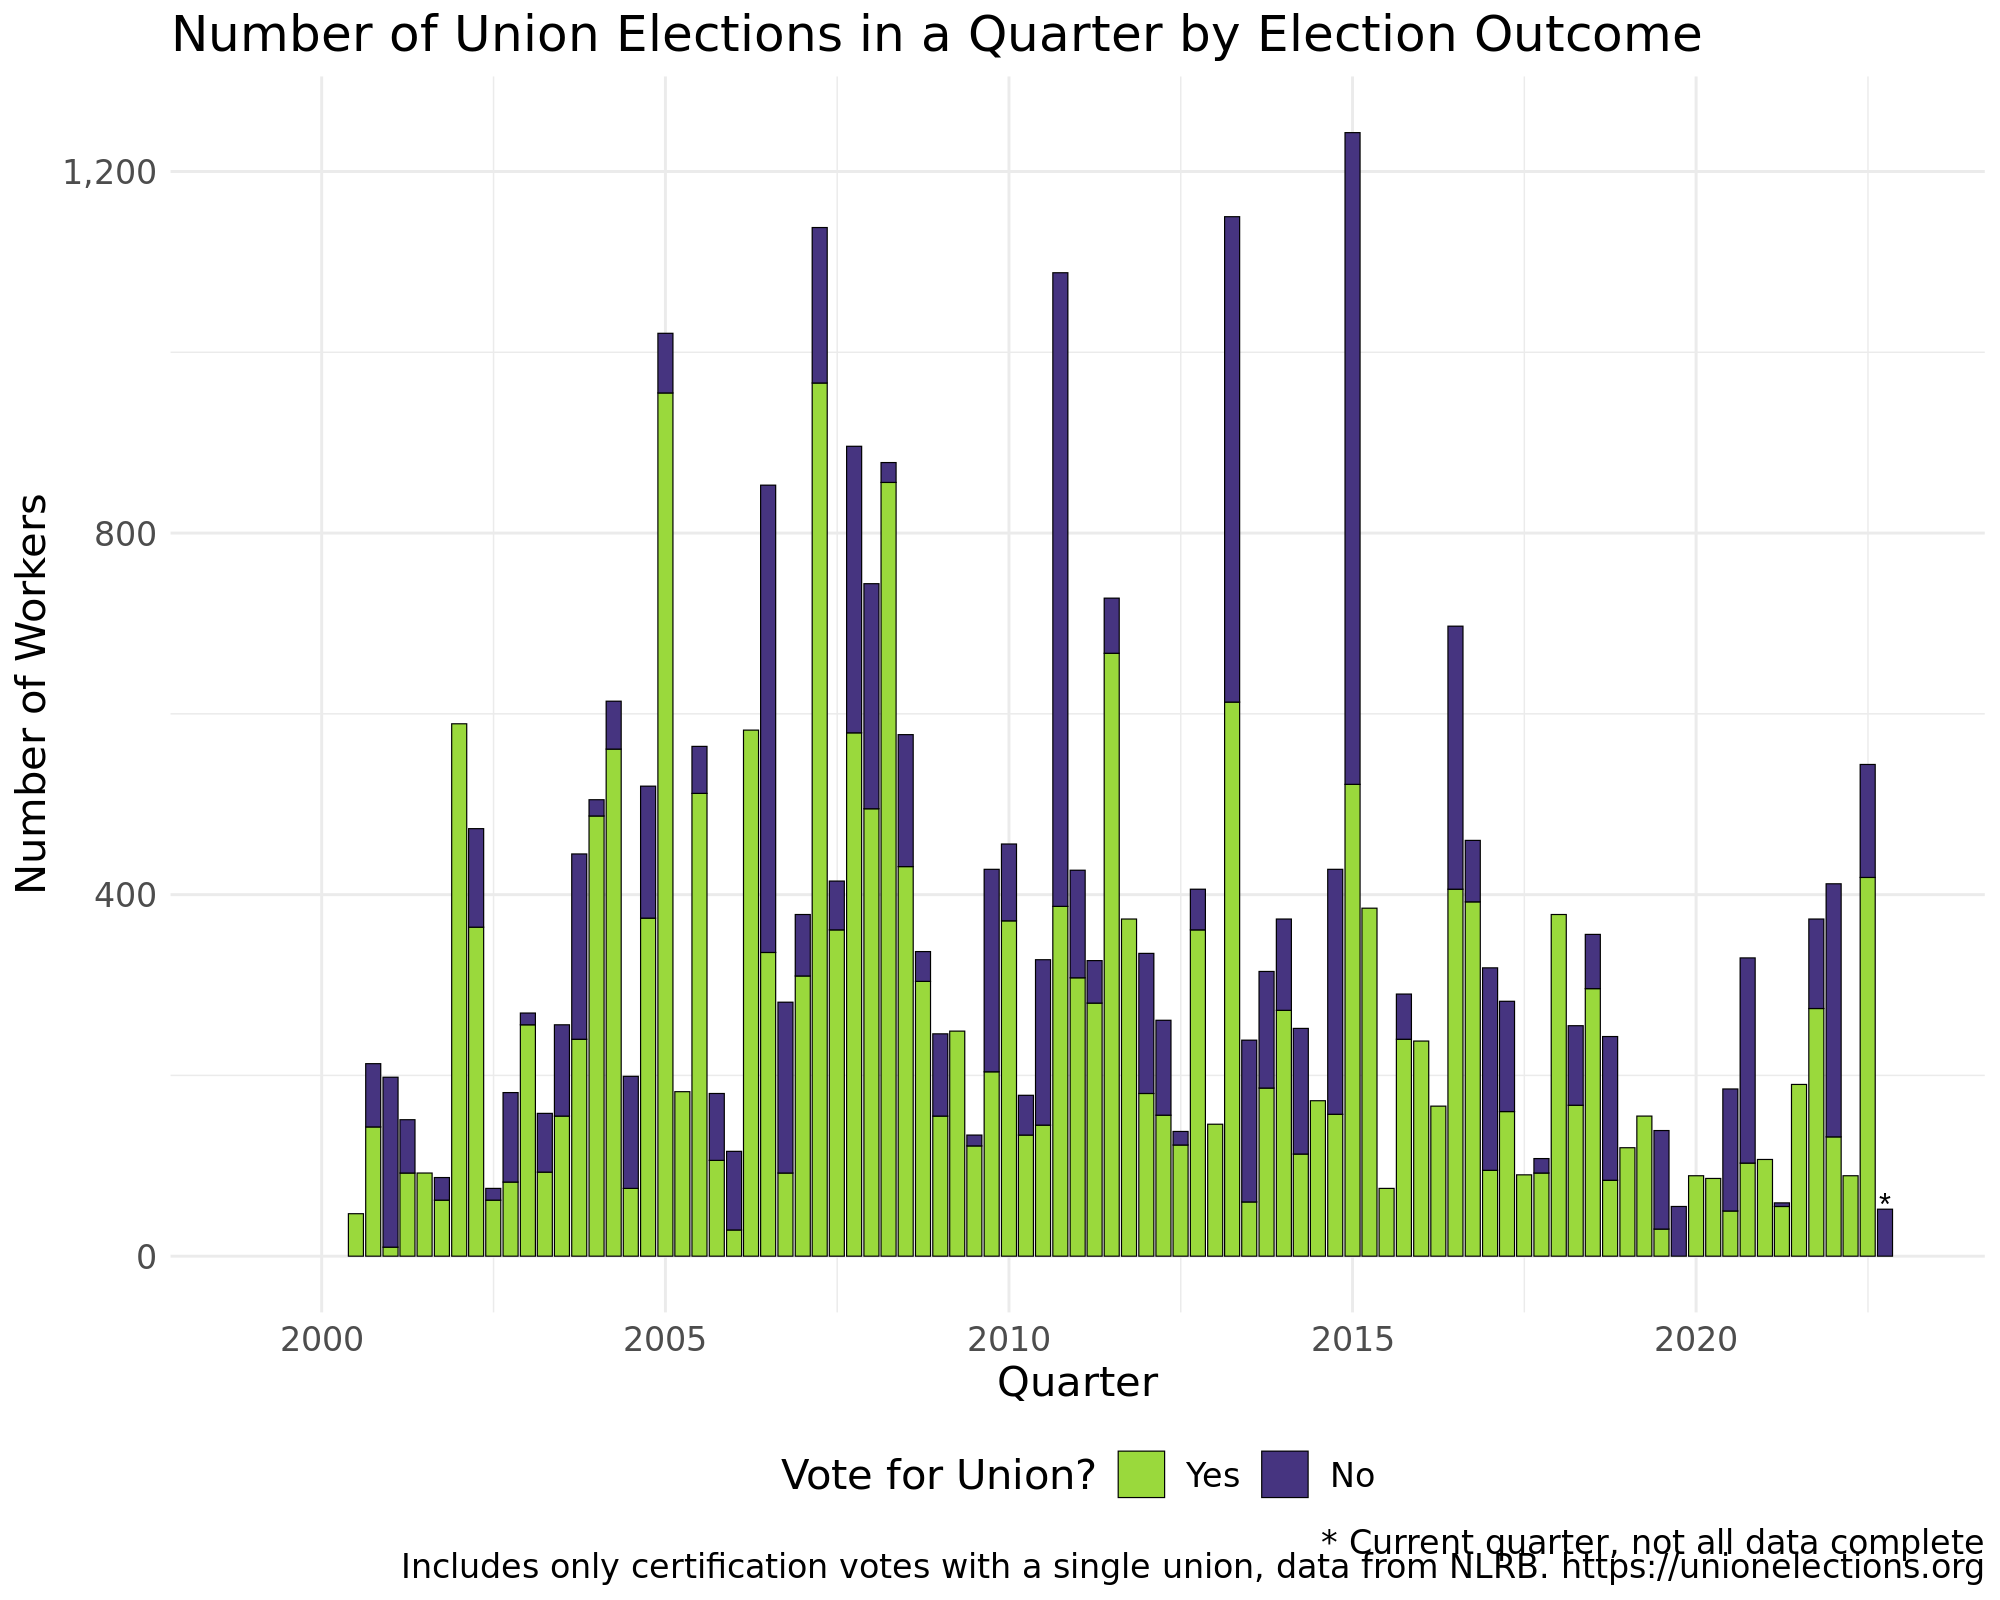 Number of Union Elections in a Quarter by Election Outcome
Number of Workers
1,200
800
400
0
*
2000 2005 2010 2015 2020
Quarter
Vote for Union? Yes No
* Current quarter, not all data complete
Includes only certification votes with a single union, data from NLRB. https://unionelections.org